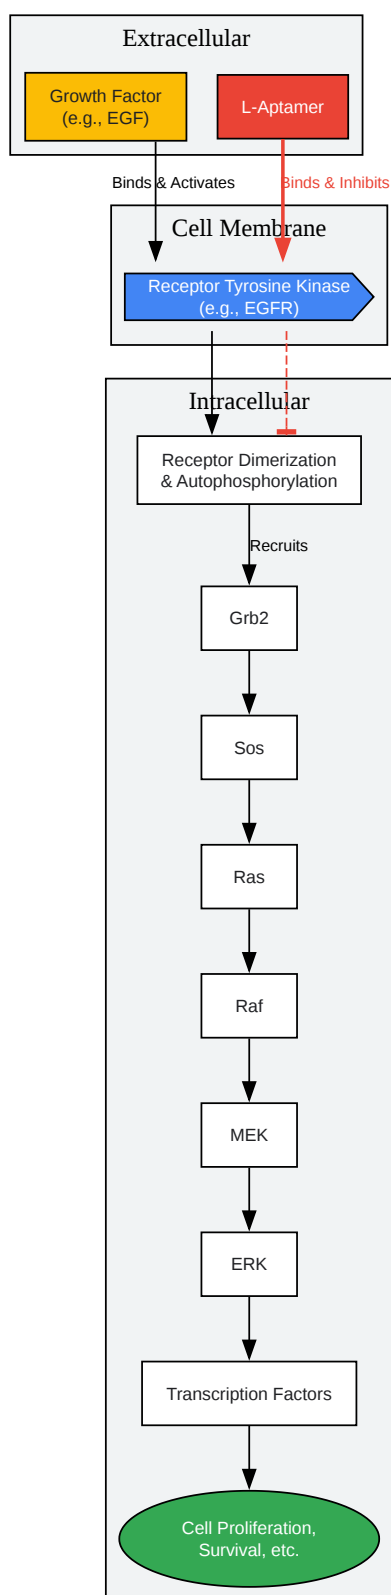 Extracellular
Growth Factor
(e.g., EGF)
L-Aptamer
Binds & Activates
Binds & Inhibits
Cell Membrane
Receptor Tyrosine Kinase
(e.g., EGFR)
Intracellular
Receptor Dimerization
& Autophosphorylation
Recruits
Grb2
Sos
Ras
Raf
MEK
ERK
Transcription Factors
Cell Proliferation,
Survival, etc.